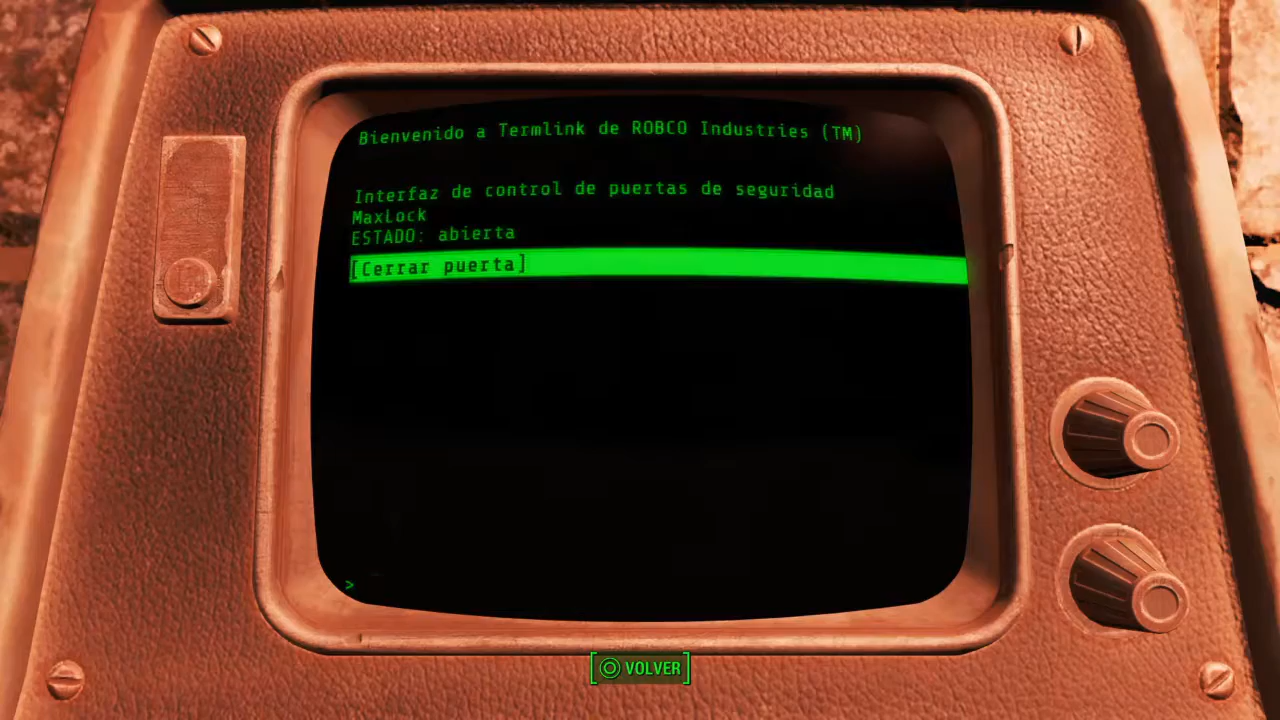 Bienvenido a Termlink de ROBCO Industries (TM)
Interfaz de control de puertas de seguridad
MaxLock
ESTADO: abierta
[Cerrar puerta]
>
[VOLVER]